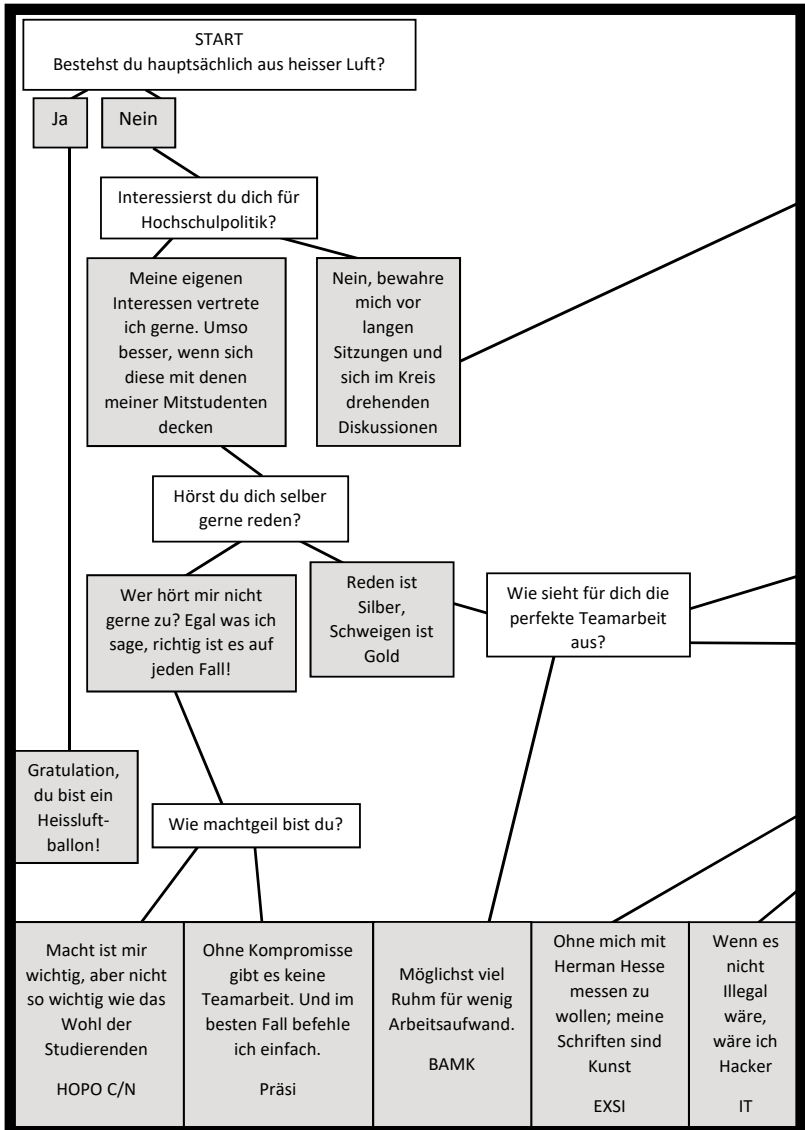 START
Bestehst du hauptsächlich aus heisser Luft?
Ja
Nein
Interessierst du dich für
Hochschulpolitik?
Meine eigenen
Interessen vertrete
ich gerne. Umso
besser, wenn sich
diese mit denen
meiner Mitstudenten
decken
Nein, bewahre
mich vor
langen
Sitzungen und
sich im Kreis
drehenden
Diskussionen
Hörst du dich selber
gerne reden?
Wer hört mir nicht
gerne zu? Egal was ich
sage, richtig ist es auf
jeden Fall!
Reden ist
Silber,
Schweigen ist
Gold
Wie sieht für dich die
perfekte Teamarbeit
aus?
Gratulation,
du bist ein
Heissluft-
ballon!
Wie machtgeil bist du?
Macht ist mir
wichtig, aber nicht
so wichtig wie das
Wohl der
Studierenden
HOPO C/N
Ohne Kompromisse
gibt es keine
Teamarbeit. Und im
besten Fall befehle
ich einfach.
Präsi
Möglichst viel
Ruhm für wenig
Arbeitsaufwand.
BAMK
Ohne mich mit
Herman Hesse
messen zu
wollen; meine
Schriften sind
Kunst
EXSI
Wenn es
nicht
Illegal
wäre,
wäre ich
Hacker
IT